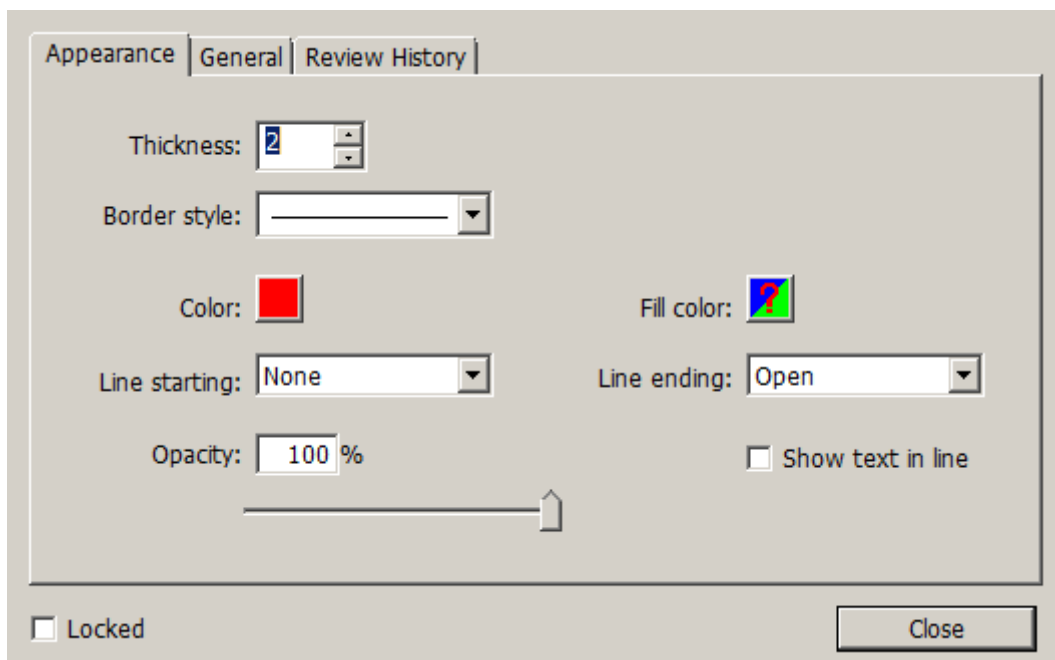 Appearance General Review History
Thickness: 2
Border style:
Color: Fill color: ?
Line starting: None Line ending: Open
Opacity: 100 % Show text in line
Locked Close